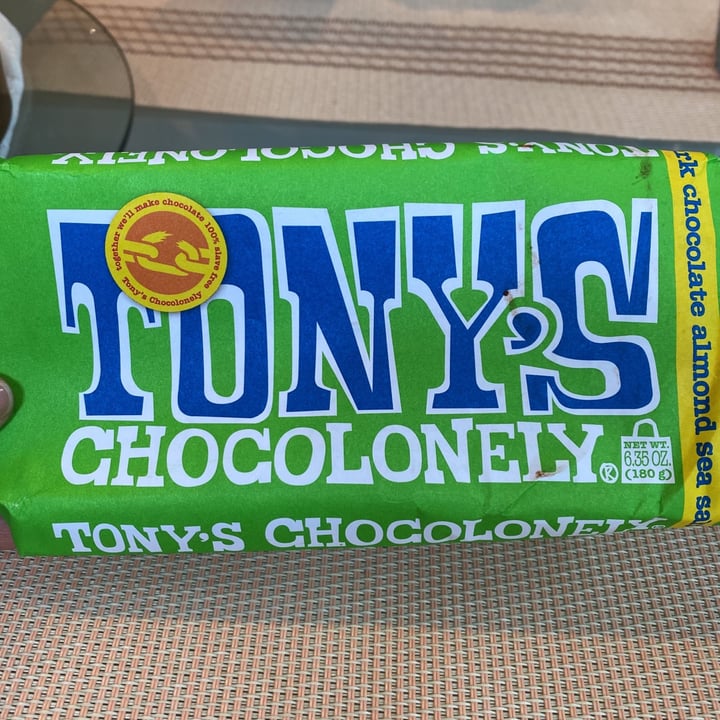 TONY'S CHOCOLONELY
together we'll make chocolate 100% slave free
Tony's Chocolonely
TONY'S
CHOCOLONELY
K
NET WT.
6.35 OZ.
(180 g)
TONY'S CHOCOLONELY
chocolate almond sea